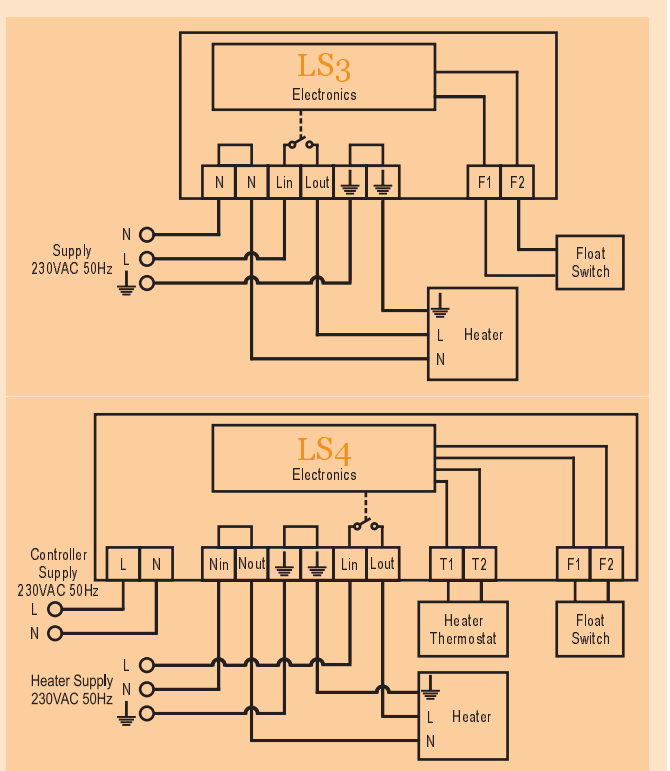 LS3
Electronics
N N Lin Lout F1 F2
N
Supply
230VAC 50Hz
L
Float
Switch
L Heater
N
LS4
Electronics
Controller
Supply
230VAC 50Hz
L N Nin Nout Lin Lout T1 T2 F1 F2
L
N
Heater
Thermostat
Float
Switch
L
Heater Supply
230VAC 50Hz
N
L Heater
N